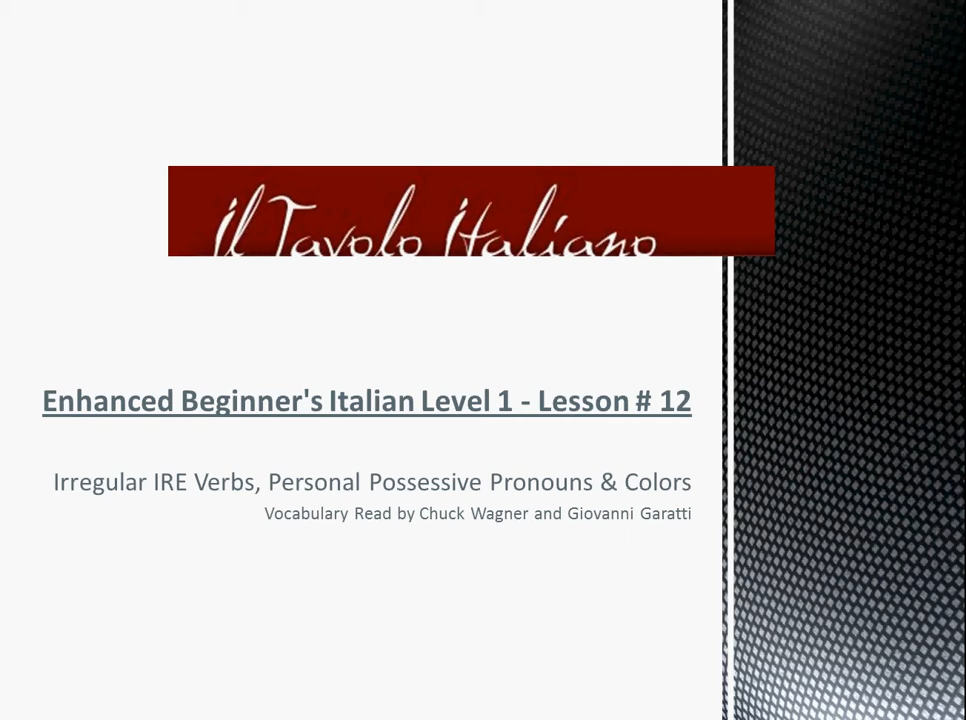 il Tavolo Italiano
Enhanced Beginner's Italian Level 1 - Lesson # 12
Irregular IRE Verbs, Personal Possessive Pronouns & Colors
Vocabulary Read by Chuck Wagner and Giovanni Garatti